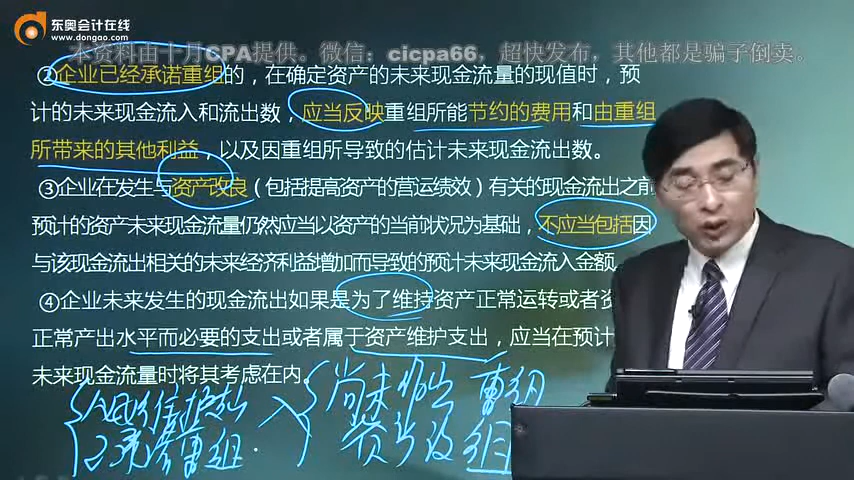 东奥会计在线
www.dongao.com
本资料由十月CPA提供。微信：cicpa66，超快发布，其他都是骗子倒卖。
②企业已经承诺重组的，在确定资产的未来现金流量的现值时，预
计的未来现金流入和流出数，应当反映重组所能节约的费用和由重组
所带来的其他利益，以及因重组所导致的估计未来现金流出数。
③企业在发生与资产改良（包括提高资产的营运绩效）有关的现金流出之前
预计的资产未来现金流量仍然应当以资产的当前状况为基础，不应当包括因
与该现金流出相关的未来经济利益增加而导致的预计未来现金流入金额
④企业未来发生的现金流出如果是为了维持资产正常运转或者资
正常产出水平而必要的支出或者属于资产维护支出，应当在预计
未来现金流量时将其考虑在内。
尚未 重组
重组